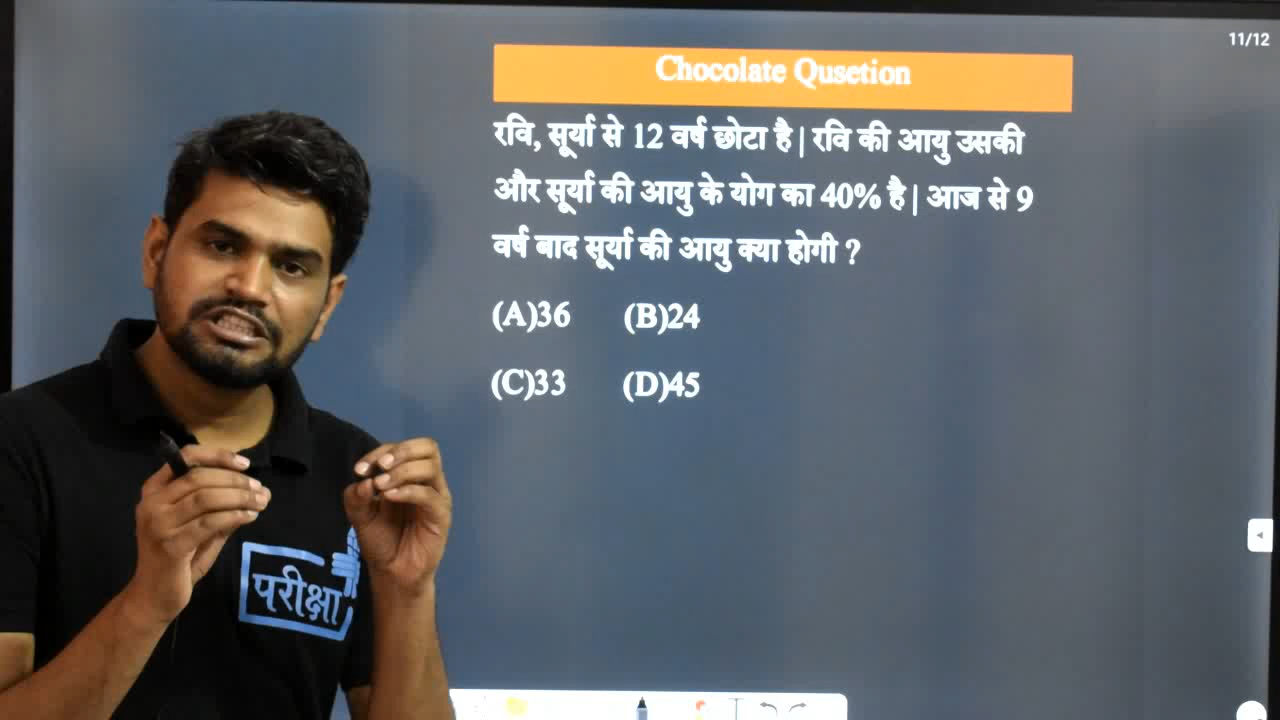 11/12
Chocolate Qusetion
रवि, सूर्या से 12 वर्ष छोटा है | रवि की आयु उसकी
और सूर्या की आयु के योग का 40% है | आज से 9
वर्ष बाद सूर्या की आयु क्या होगी ?
(A)36 (B)24
(C)33 (D)45
परीक्षा